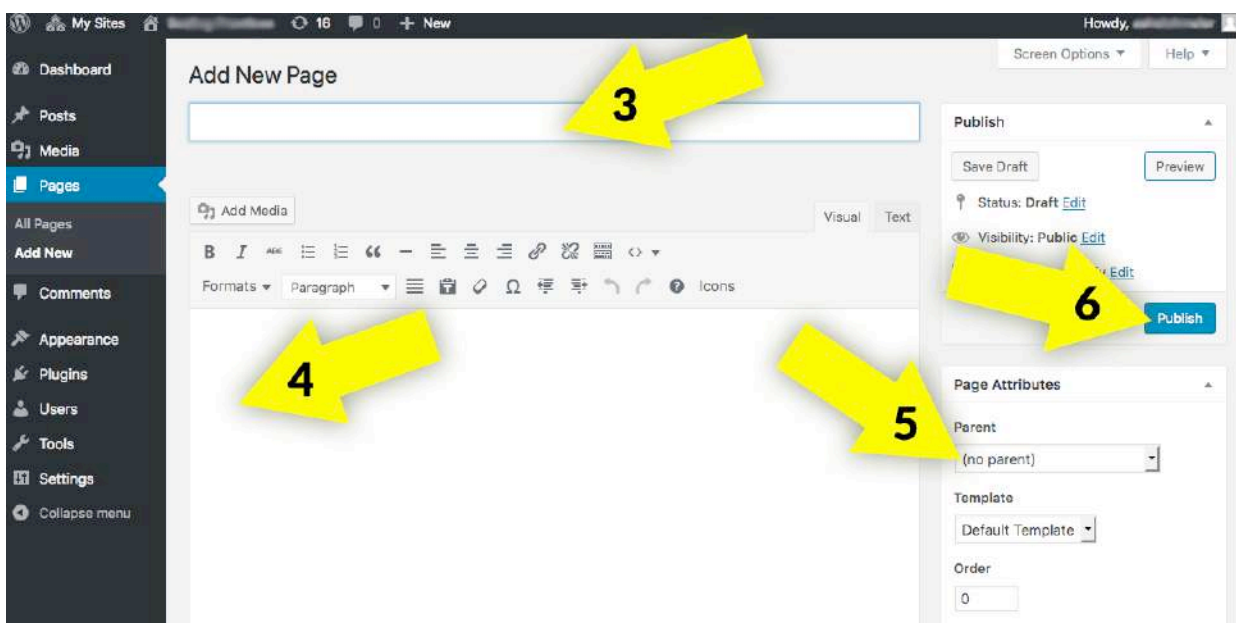 My Sites 16 0 + New Howdy,
Dashboard
Posts
Media
Pages
All Pages
Add New
Comments
Appearance
Plugins
Users
Tools
Settings
Collapse menu
Screen Options Help
Add New Page
3
Add Media
Visual Text
B I ABC
Formats Paragraph Ω Icons
4
Publish
Save Draft Preview
Status: Draft Edit
Visibility: Public Edit
Edit
6
Publish
Page Attributes
5
Parent
(no parent)
Template
Default Template
Order
0